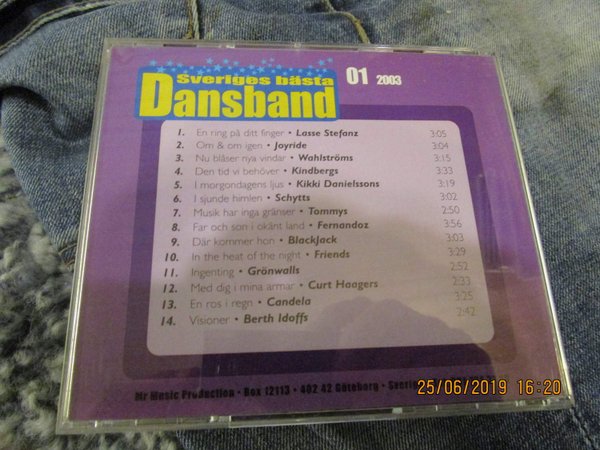 Sveriges bästa
Dansband 01 2003
1. En ring på ditt finger • Lasse Stefanz 3:05
2. Om & om igen • Joyride 3:04
3. Nu blåser nya vindar • Wahlströms 3:15
4. Den tid vi behöver • Kindbergs 3:33
5. I morgondagens ljus • Kikki Danielssons 3:19
6. I sjunde himlen • Schytts 3:02
7. Musik har inga gränser • Tommys 2:50
8. Far och son i okänt land • Fernandoz 3:56
9. Där kommer hon • BlackJack 3:03
10. In the heat of the night • Friends 3:29
11. Ingenting • Grönwalls 2:52
12. Med dig i mina armar • Curt Haagers 2:33
13. En ros i regn • Candela 3:25
14. Visioner • Berth Idoffs 2:42
Mr Music Production • Box 12113 • 402 42 Göteborg •
25/06/2019 16:20